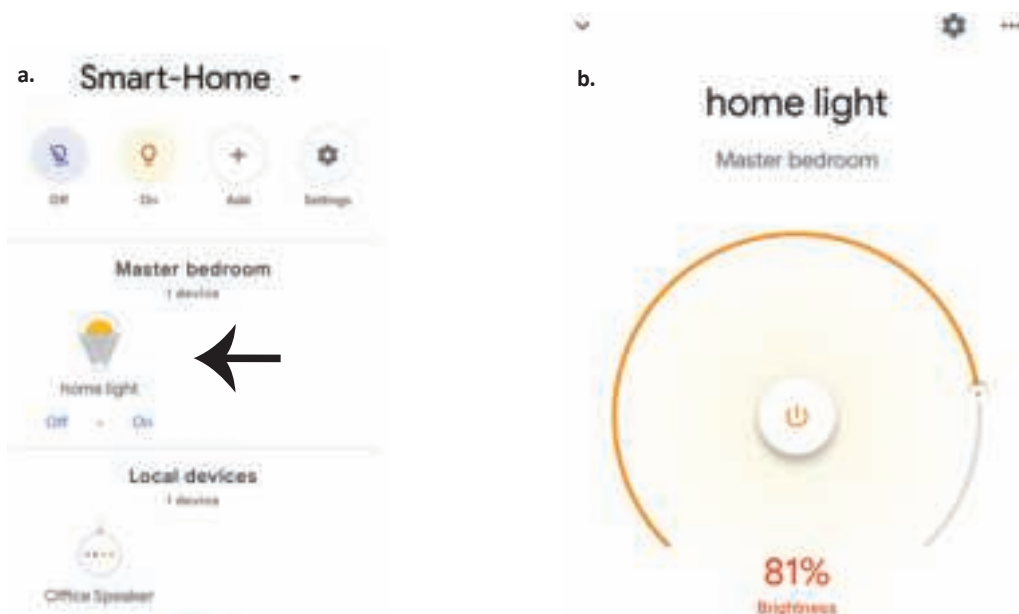 a.
Smart-Home
Off On Add Settings
Master bedroom
1 device
home light
Off - On
Local devices
1 device
Office Speaker
b.
home light
Master bedroom
81%
Brightness